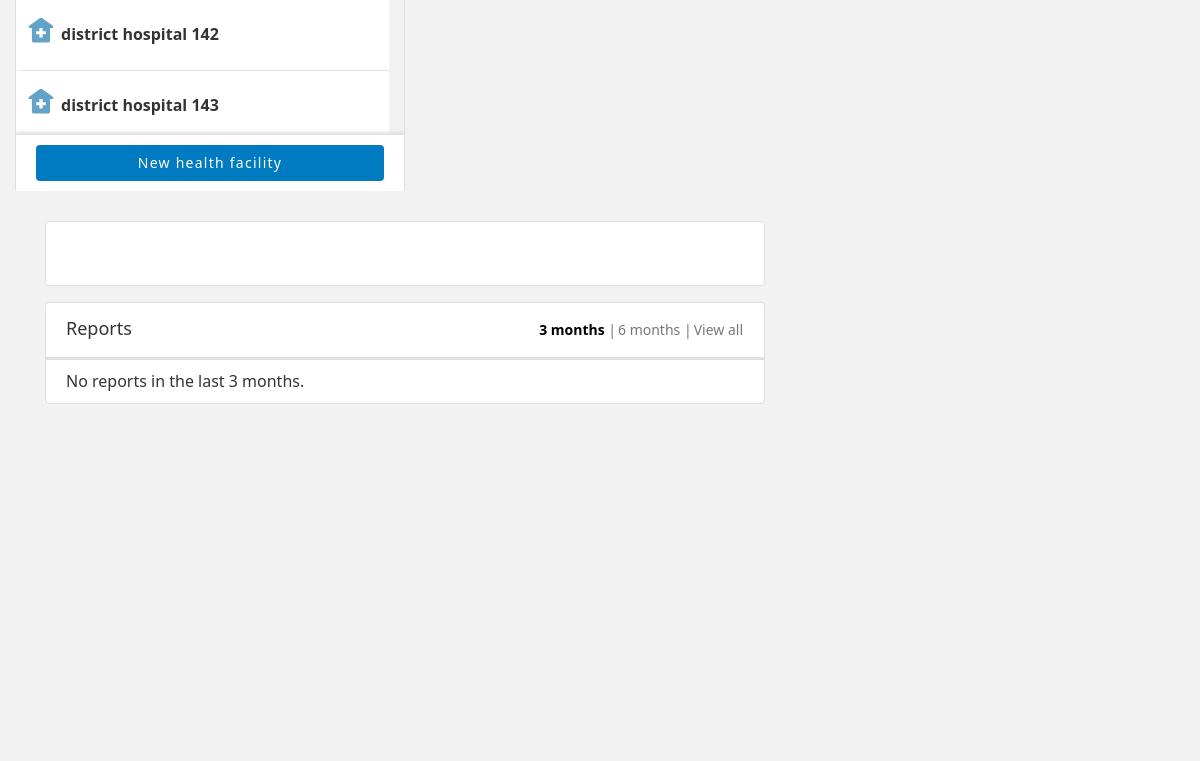 district hospital 142
district hospital 143
New health facility
Reports
3 months | 6 months | View all
No reports in the last 3 months.